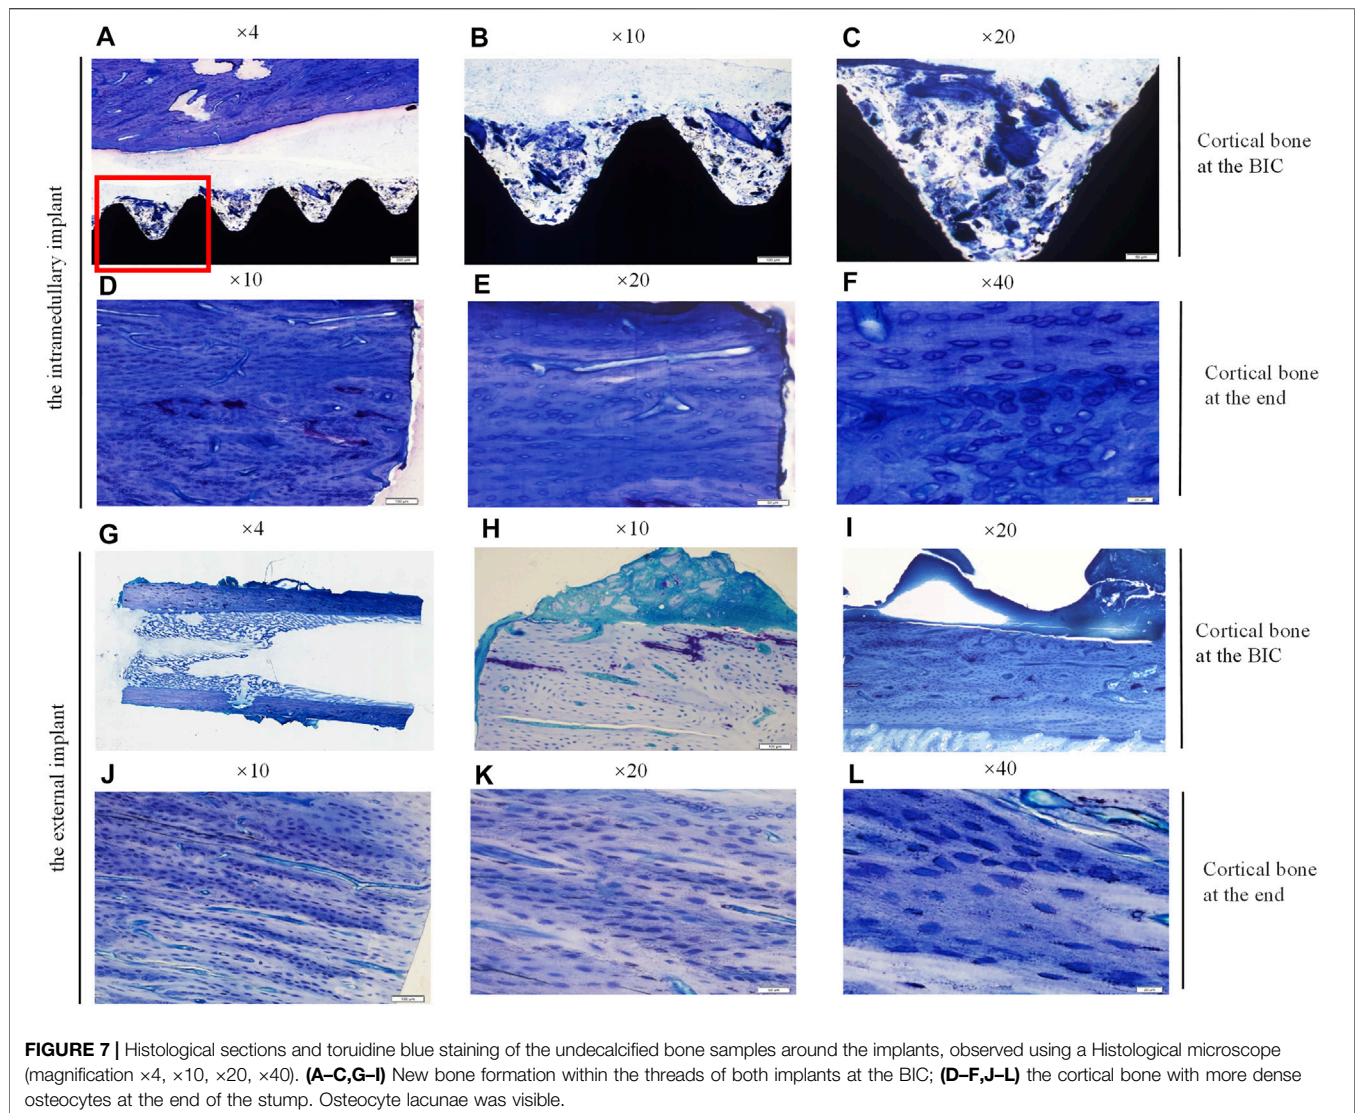 A ×4 B ×10 C ×20
Cortical bone
at the BIC
the intramedullary implant
D ×10 E ×20 F ×40
Cortical bone
at the end
G ×4 H ×10 I ×20
Cortical bone
at the BIC
the external implant
J ×10 K ×20 L ×40
Cortical bone
at the end
FIGURE 7 | Histological sections and toruidine blue staining of the undecalcified bone samples around the implants, observed using a Histological microscope
(magnification ×4, ×10, ×20, ×40). (A–C,G–I) New bone formation within the threads of both implants at the BIC; (D–F,J–L) the cortical bone with more dense
osteocytes at the end of the stump. Osteocyte lacunae was visible.